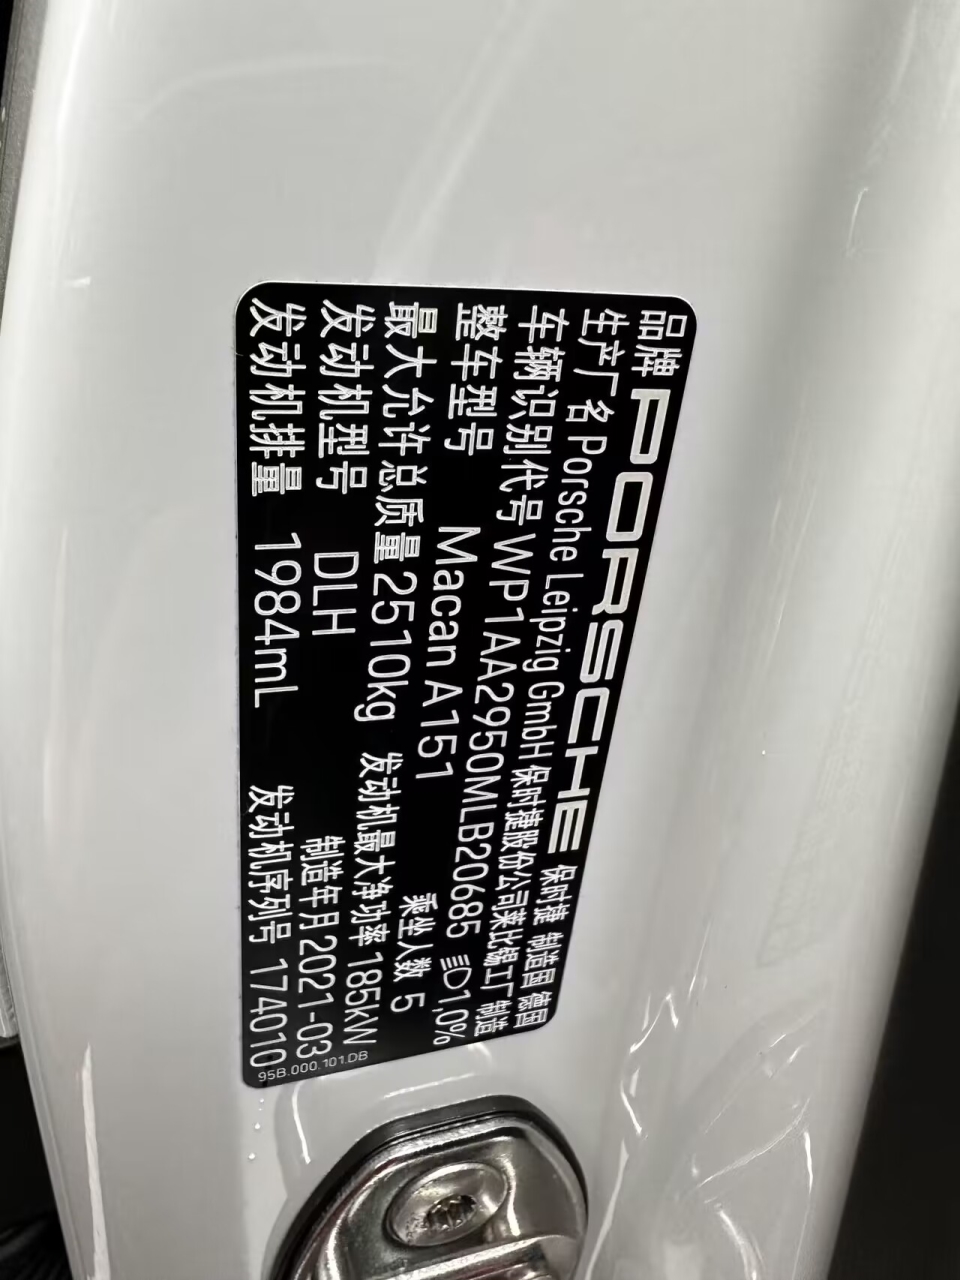 品牌 PORSCHE 保时捷 制造国 德国
生产厂名 Porsche Leipzig GmbH 保时捷股份公司莱比锡工厂 制造
车辆识别代号 WP1AA2950MLB20685 1,0%
整车型号 Macan A151 乘坐人数 5
最大允许总质量 2510kg 发动机最大净功率 185kW
发动机型号 DLH 制造年月 2021-03
发动机排量 1984mL 发动机序列号 174010
95B.000.101.DB